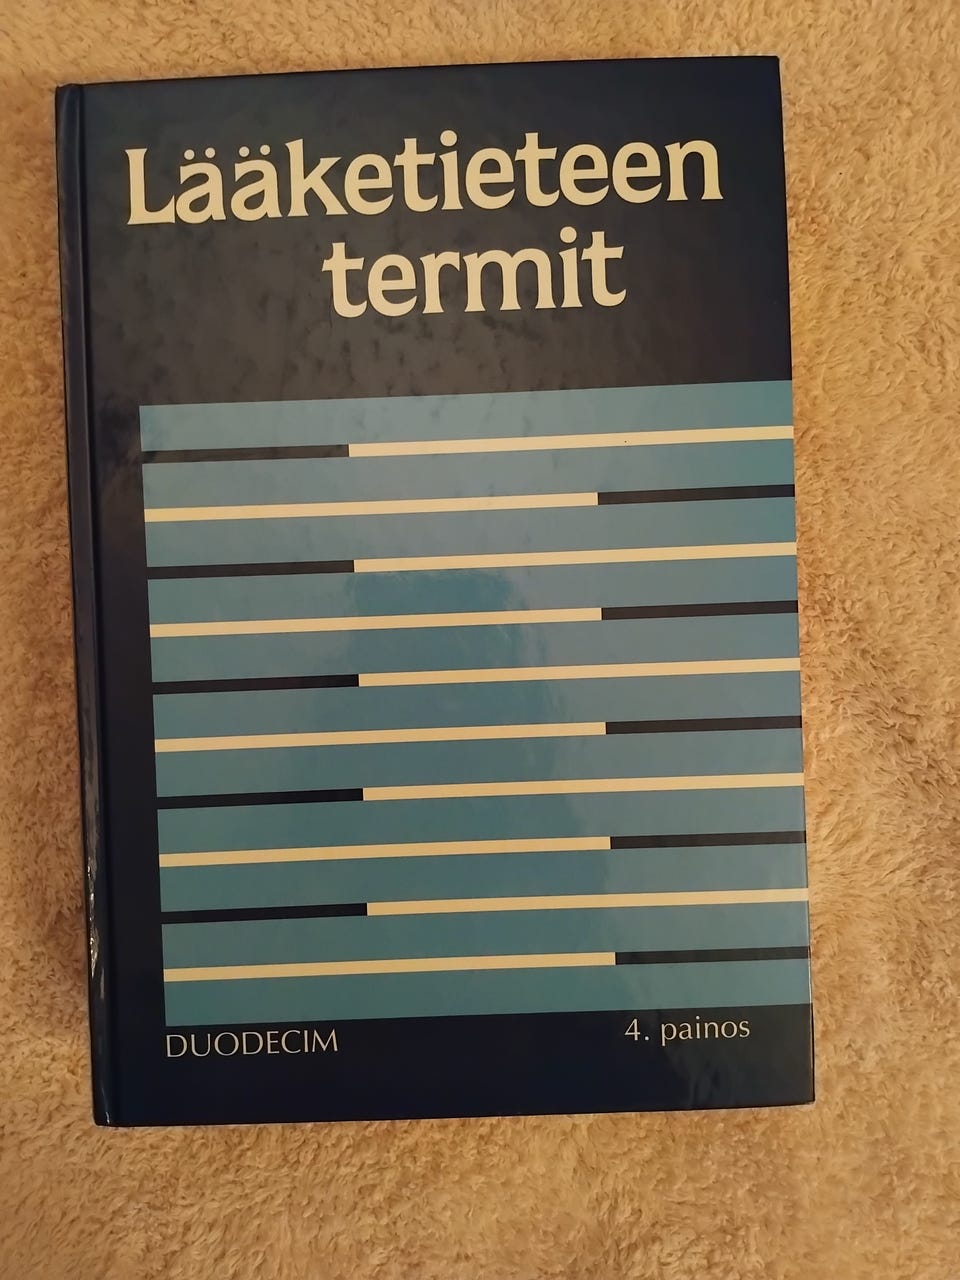 Lääketieteen
termit
DUODECIM
4. painos